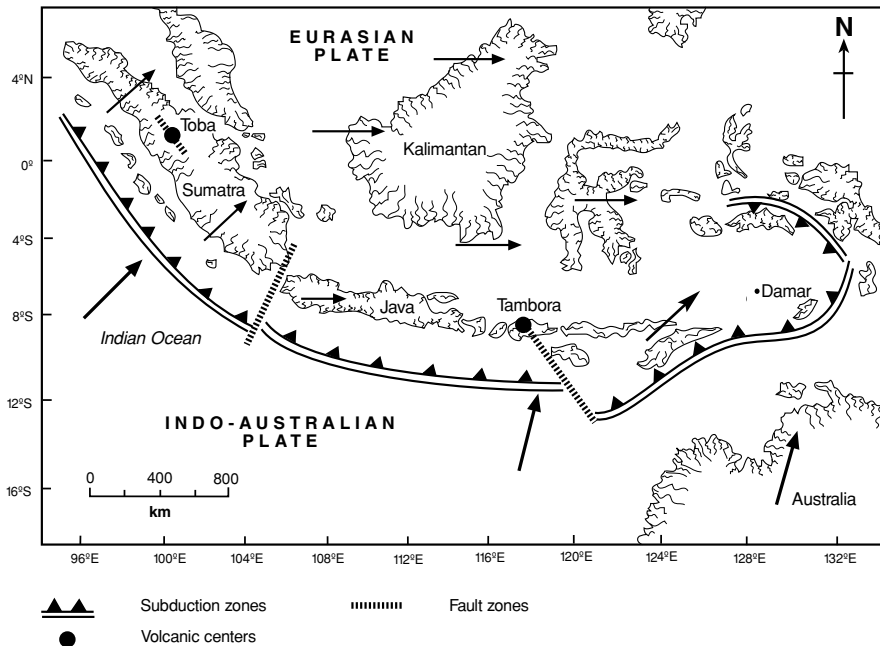 EURASIAN
PLATE
N
4ºN
Toba
Kalimantan
0º
Sumatra
4ºS
Damar
Java
Tambora
8ºS
Indian Ocean
12ºS
INDO-AUSTRALIAN
PLATE
0 400 800
km
16ºS
Australia
96ºE 100ºE 104ºE 108ºE 112ºE 116ºE 120ºE 124ºE 128ºE 132ºE
Subduction zones Fault zones
Volcanic centers